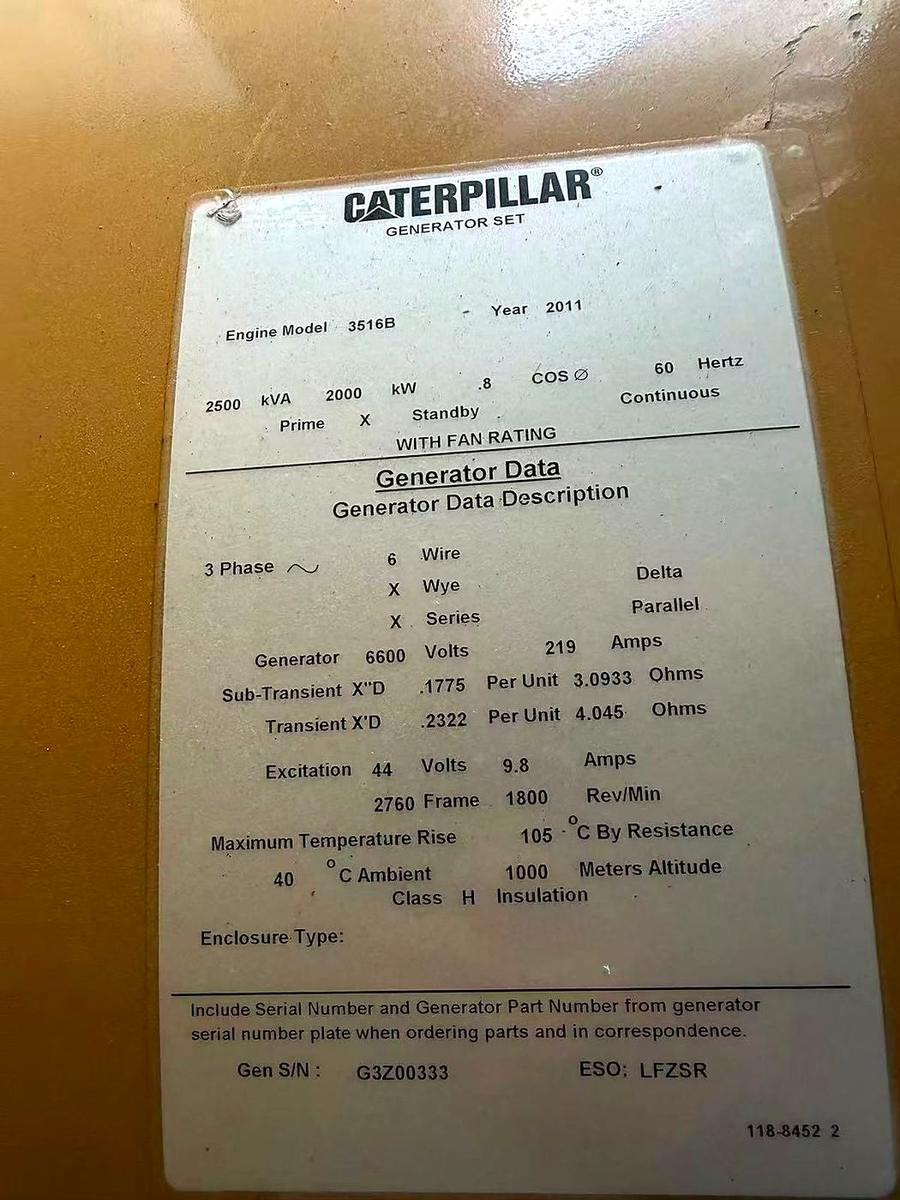 CATERPILLAR®
GENERATOR SET
Engine Model 3516B - Year 2011
2500 kVA 2000 kW .8 COS ∅ 60 Hertz
Prime X Standby Continuous
WITH FAN RATING
Generator Data
Generator Data Description
3 Phase ~ 6 Wire
X Wye Delta
X Series Parallel
Generator 6600 Volts 219 Amps
Sub-Transient X"D .1775 Per Unit 3.0933 Ohms
Transient X'D .2322 Per Unit 4.045 Ohms
Excitation 44 Volts 9.8 Amps
2760 Frame 1800 Rev/Min
Maximum Temperature Rise 105 °C By Resistance
40 °C Ambient 1000 Meters Altitude
Class H Insulation
Enclosure Type:
Include Serial Number and Generator Part Number from generator
serial number plate when ordering parts and in correspondence.
Gen S/N : G3Z00333 ESO: LFZSR
118-8452 2